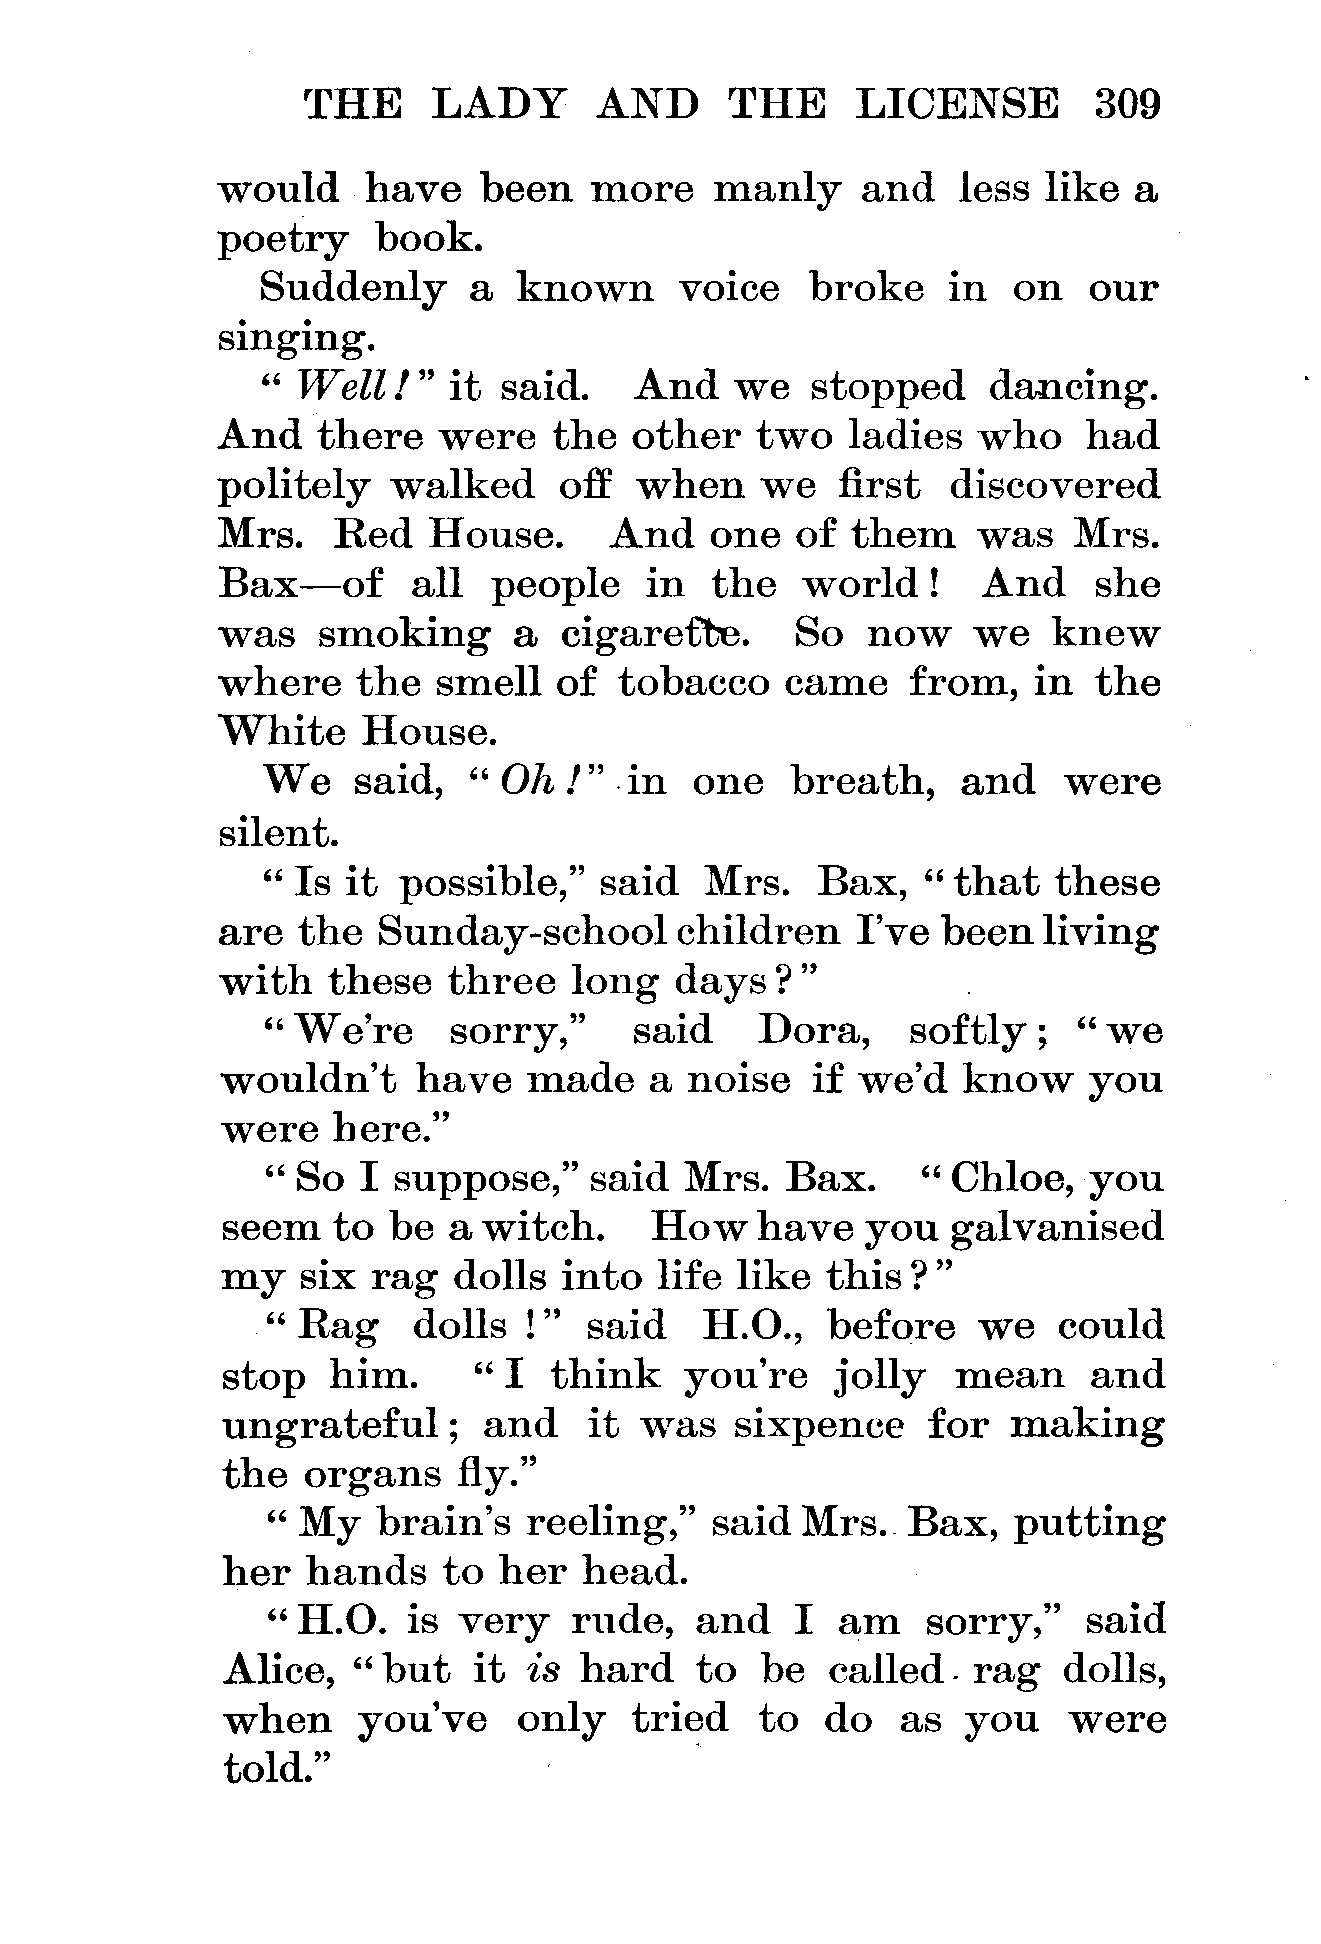 THE LADY AND THE LICENSE 309
would have been more manly and less like a
poetry book.
Suddenly a known voice broke in on our
singing.
“ Well ! ” it said. And we stopped dancing.
And there were the other two ladies who had
politely walked off when we first discovered
Mrs. Red House. And one of them was Mrs.
Bax—of all people in the world ! And she
was smoking a cigarette. So now we knew
where the smell of tobacco came from, in the
White House.
We said, “ Oh ! ” in one breath, and were
silent.
“ Is it possible,” said Mrs. Bax, “ that these
are the Sunday-school children I’ve been living
with these three long days ? ”
“ We’re sorry,” said Dora, softly ; “ we
wouldn’t have made a noise if we’d know you
were here.”
“ So I suppose,” said Mrs. Bax. “ Chloe, you
seem to be a witch. How have you galvanised
my six rag dolls into life like this ? ”
“ Rag dolls ! ” said H.O., before we could
stop him. “ I think you’re jolly mean and
ungrateful ; and it was sixpence for making
the organs fly.”
“ My brain’s reeling,” said Mrs. Bax, putting
her hands to her head.
“ H.O. is very rude, and I am sorry,” said
Alice, “ but it is hard to be called rag dolls,
when you’ve only tried to do as you were
told.”